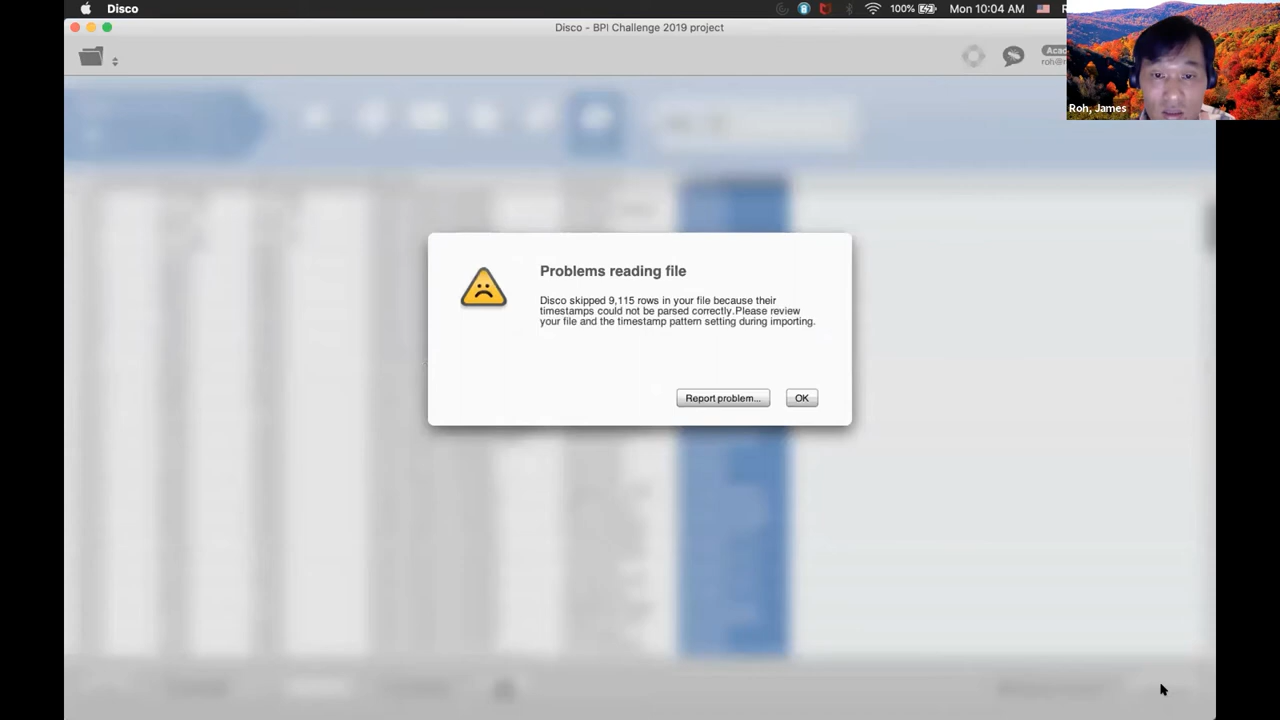 Disco
100%
Mon 10:04 AM
Disco - BPI Challenge 2019 project
Roh, James
Problems reading file
Disco skipped 9,115 rows in your file because their
timestamps could not be parsed correctly.Please review
your file and the timestamp pattern setting during importing.
Report problem...
OK